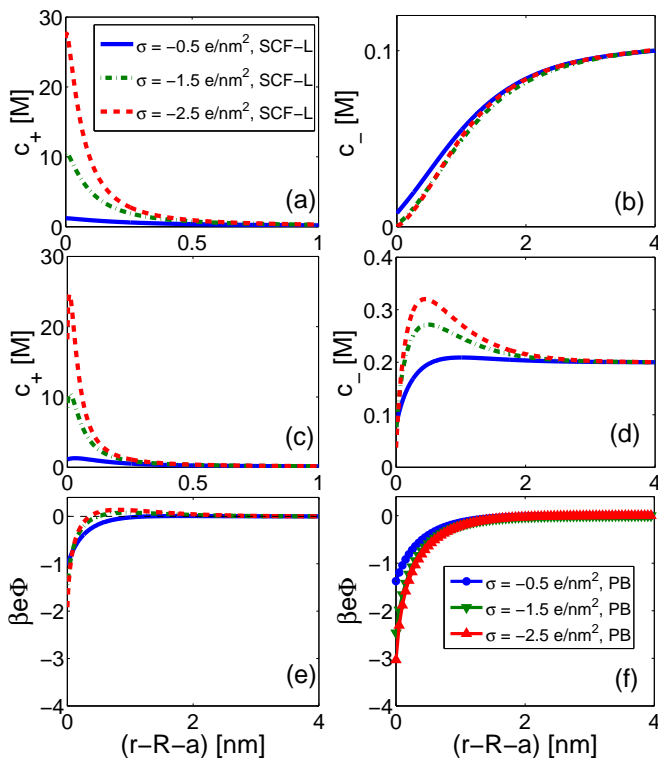 30
20
10
0
c₊ [M]
σ = −0.5 e/nm², SCF−L
σ = −1.5 e/nm², SCF−L
σ = −2.5 e/nm², SCF−L
(a)
0
0.5
1
0.1
0
c₋ [M]
(b)
0
2
4
30
20
10
0
c₊ [M]
(c)
0
0.5
1
0.4
0.3
0.2
0.1
0
c₋ [M]
(d)
0
2
4
0
−1
−2
−3
−4
βeΦ
(e)
0
2
4
(r−R−a) [nm]
0
−1
−2
−3
−4
βeΦ
σ = −0.5 e/nm², PB
σ = −1.5 e/nm², PB
σ = −2.5 e/nm², PB
(f)
0
2
4
(r−R−a) [nm]